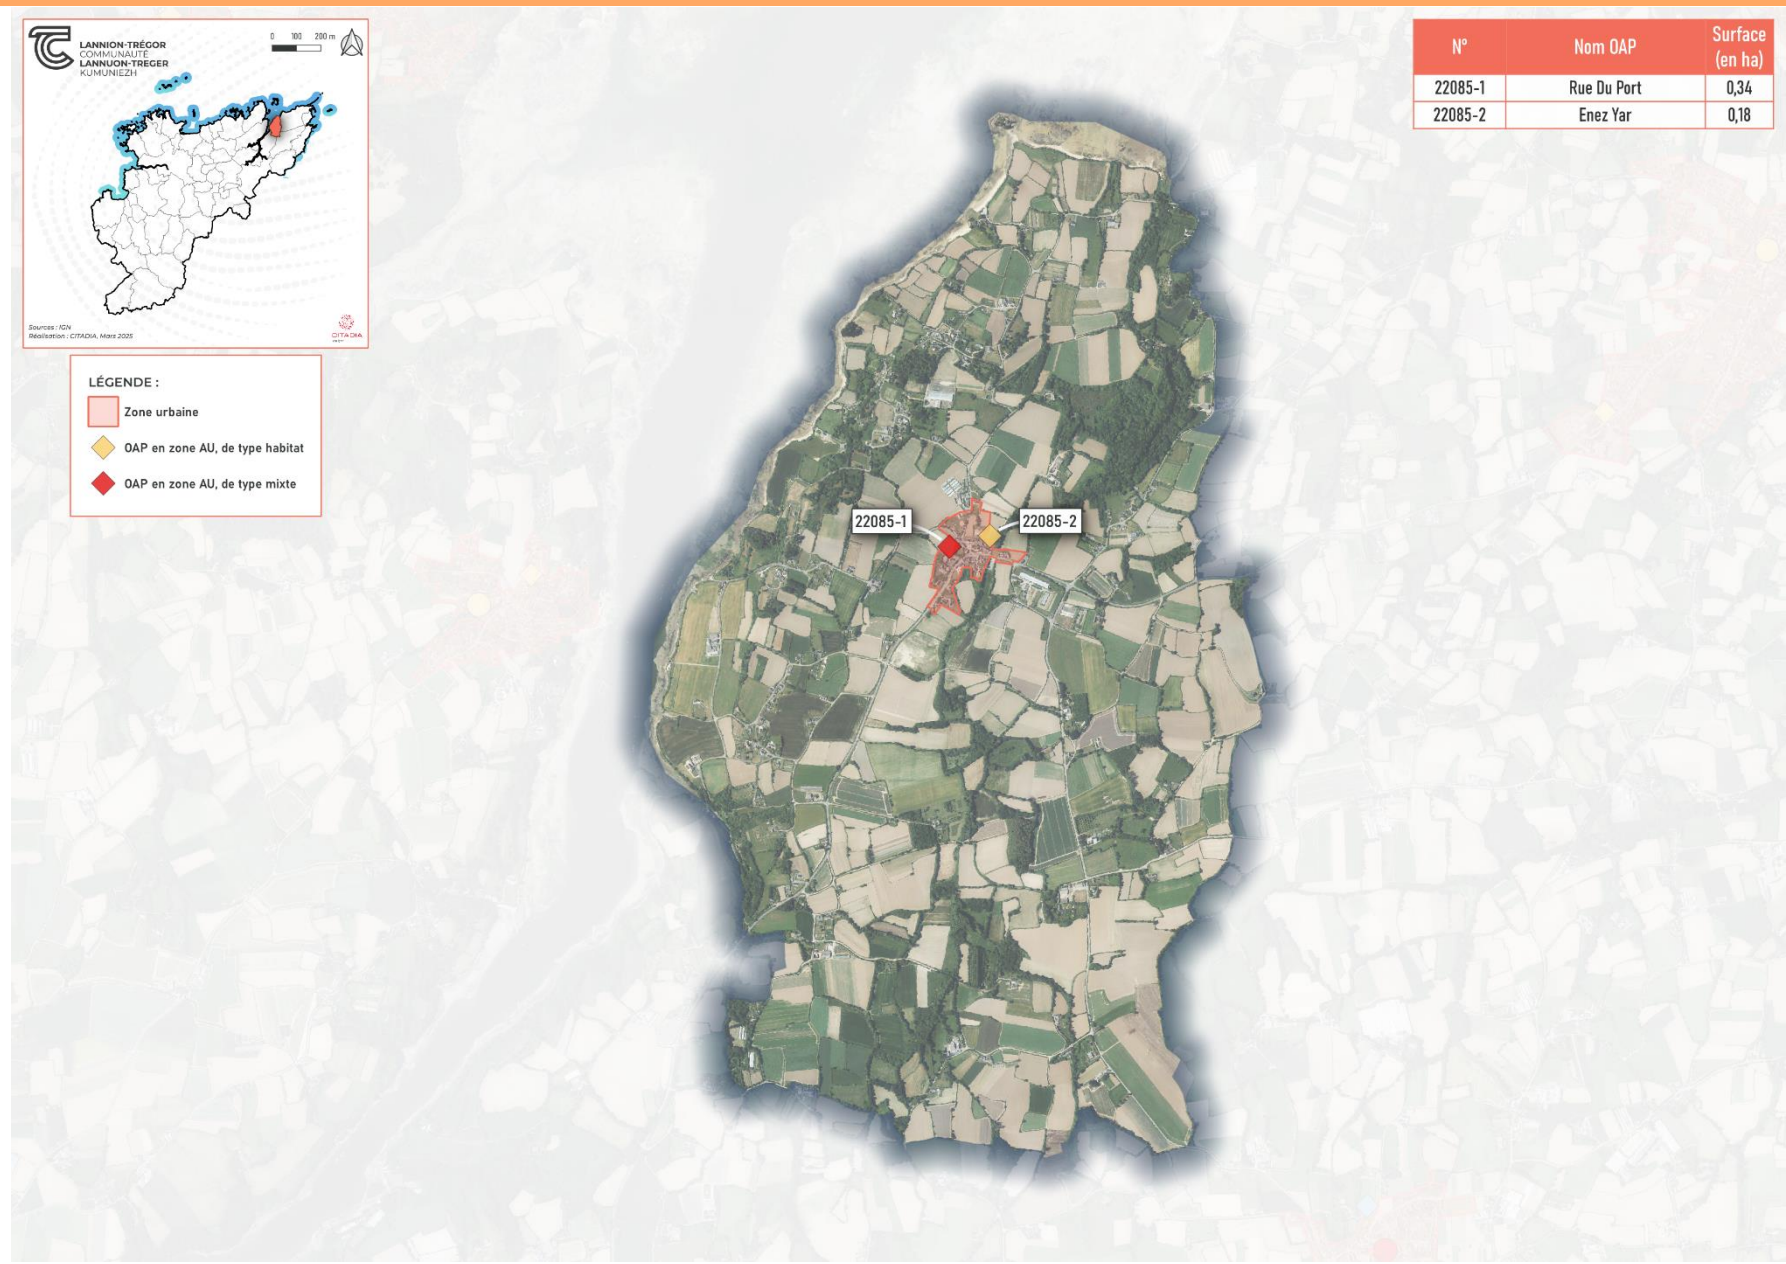 LANNION-TRÉGOR
COMMUNAUTÉ
LANNUON-TREGER
KUMUNIEZH
0 100 200 m
Sources : IGN
Réalisation : CITADIA, Mars 2025
CITADIA
LÉGENDE :
Zone urbaine
OAP en zone AU, de type habitat
OAP en zone AU, de type mixte
N° Nom OAP Surface (en ha)
22085-1 Rue Du Port 0,34
22085-2 Enez Yar 0,18
22085-1
22085-2